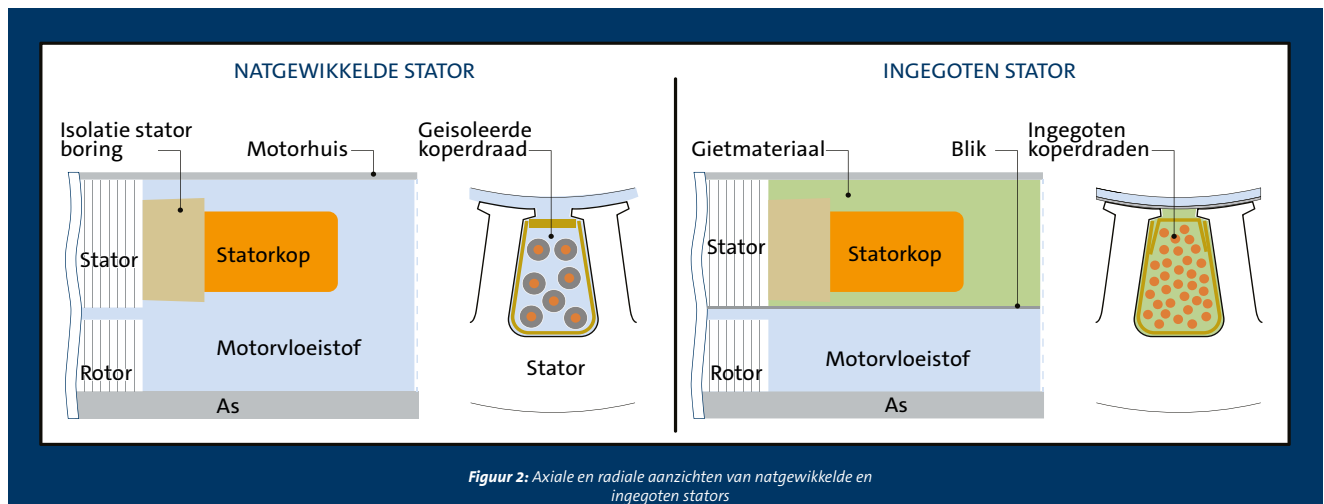 NATGEWIKKELDE STATOR
Isolatie stator
boring
Motorhuis
Geisoleerde
koperdraad
Stator
Statorkop
Rotor
Motorvloeistof
As
Stator
INGEGOTEN STATOR
Gietmateriaal
Blik
Ingegoten
koperdraden
Stator
Statorkop
Rotor
Motorvloeistof
As
Figuur 2: Axiale en radiale aanzichten van natgewikkelde en
ingegoten stators